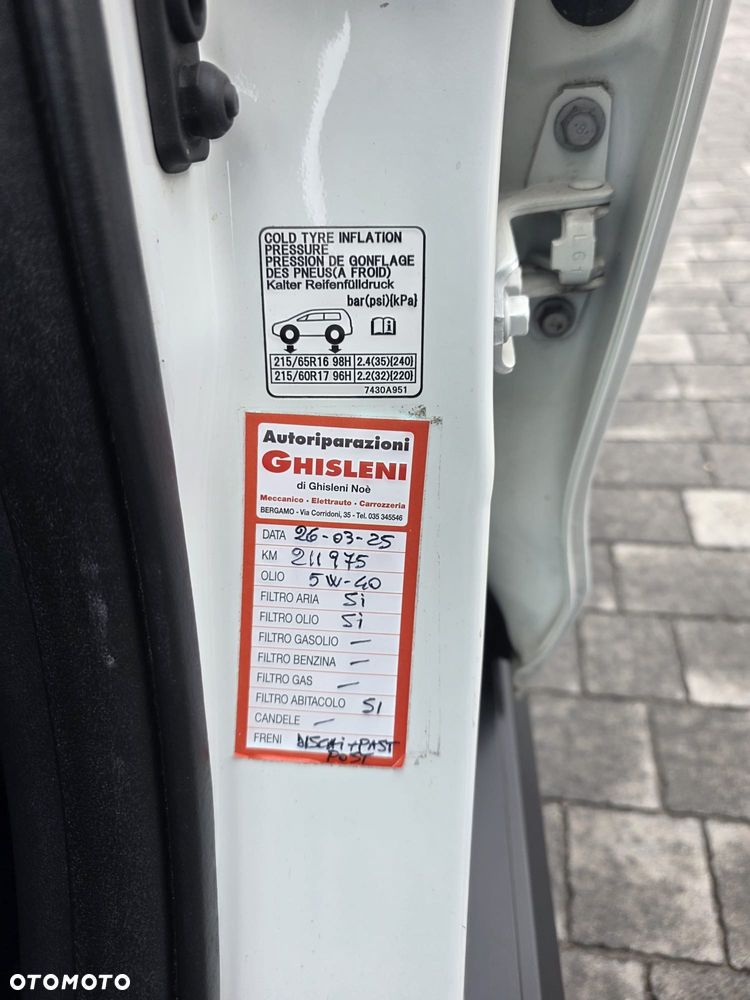 COLD TYRE INFLATION
PRESSURE
PRESSION DE GONFLAGE
DES PNEUS(A FROID)
Kalter Reifenfülldruck
bar(psi){kPa}
i
215/65R16 98H 2.4(35){240}
215/60R17 96H 2.2(32){220}
7430A951
L 61
Autoriparazioni
GHISLENI
di Ghisleni Noè
Meccanico - Elettrauto - Carrozzeria
BERGAMO - Via Corridoni, 35 - Tel. 035 345546
DATA 26-03-25
KM 211975
OLIO 5W-40
FILTRO ARIA Si
FILTRO OLIO Si
FILTRO GASOLIO —
FILTRO BENZINA —
FILTRO GAS —
FILTRO ABITACOLO SI
CANDELE —
FRENI DISCHI+PAST
POST
OTOMOTO